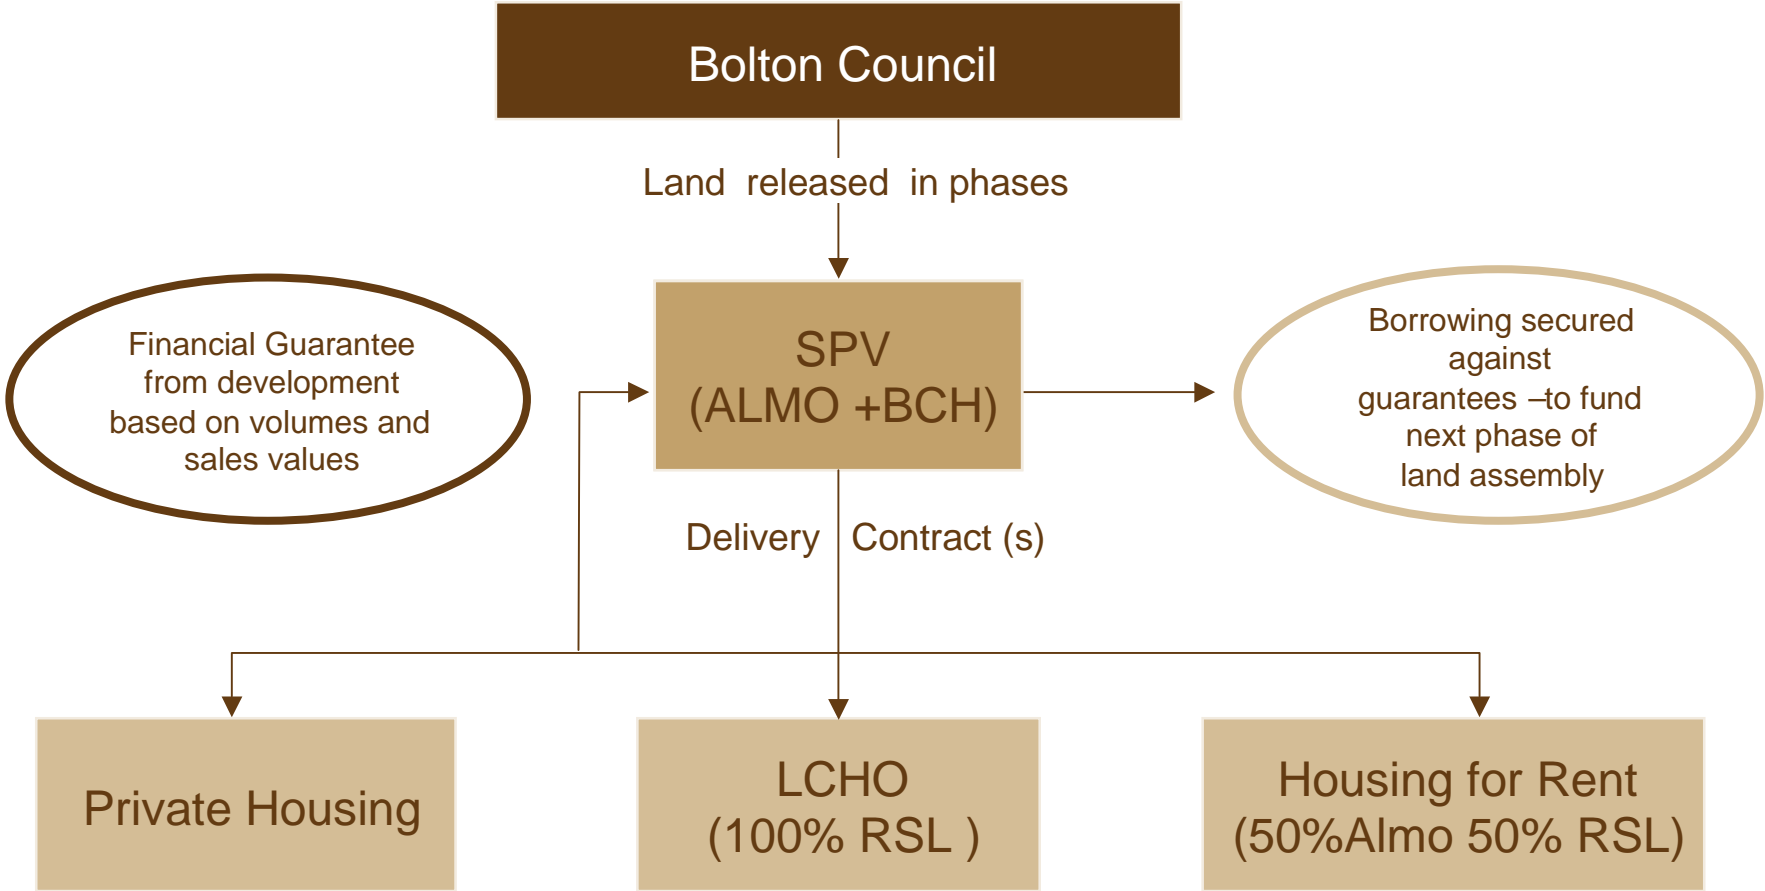 Bolton Council
Land released in phases
Financial Guarantee
from development
based on volumes and
sales values
SPV
(ALMO +BCH)
Borrowing secured
against
guarantees –to fund
next phase of
land assembly
Delivery Contract (s)
Private Housing
LCHO
(100% RSL )
Housing for Rent
(50%Almo 50% RSL)